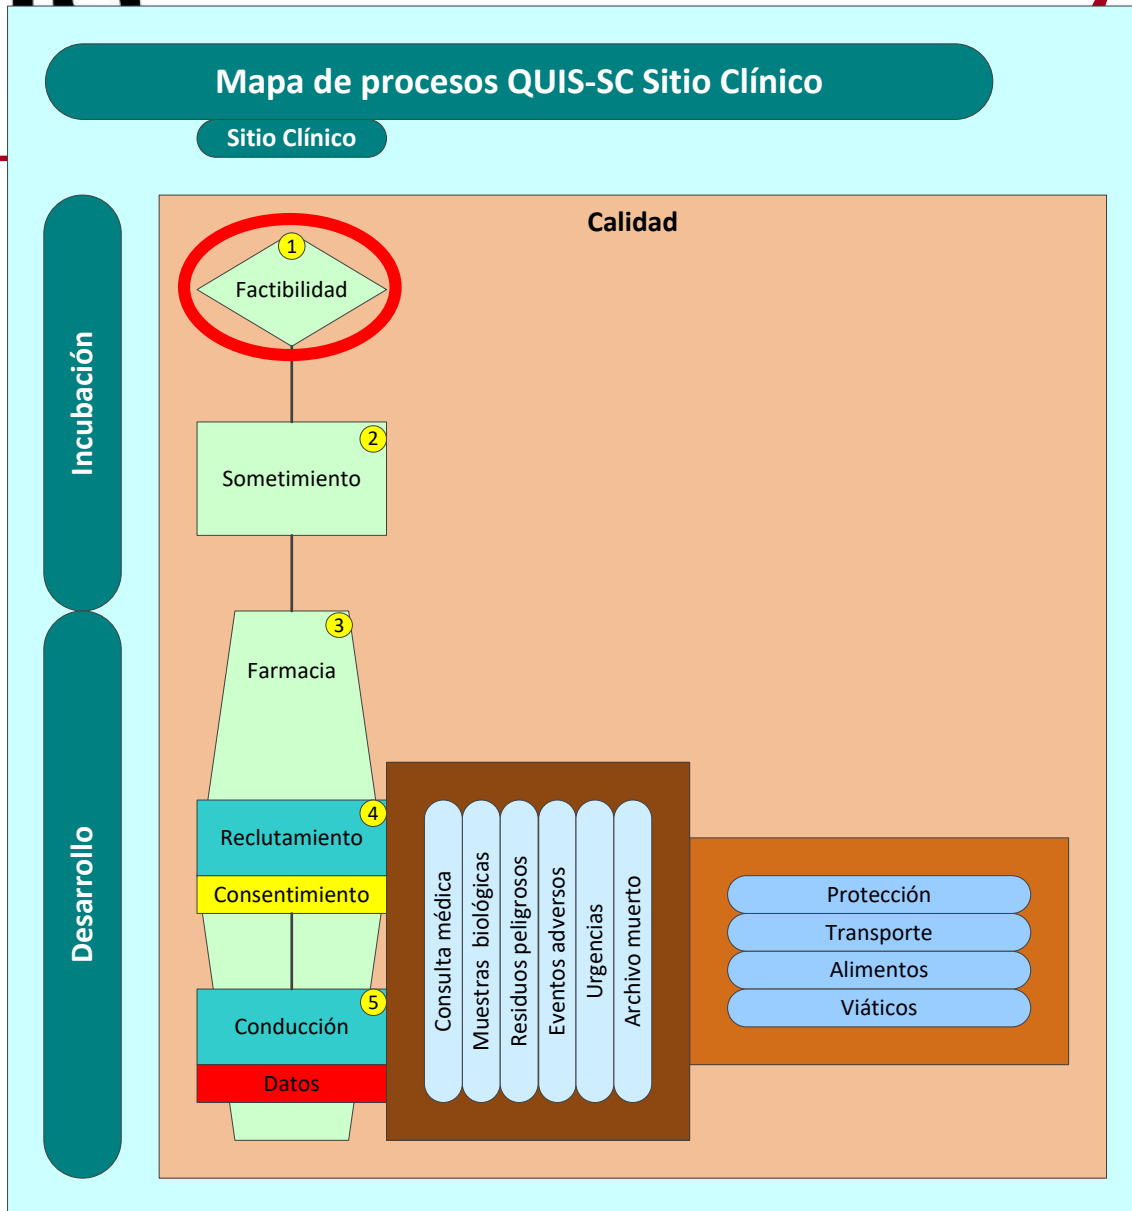 Mapa de procesos QUIS-SC Sitio Clínico
Sitio Clínico
Incubación
Desarrollo
Calidad
1
Factibilidad
2
Sometimiento
3
Farmacia
4
Reclutamiento
Consentimiento
5
Conducción
Datos
Consulta médica
Muestras biológicas
Residuos peligrosos
Eventos adversos
Urgencias
Archivo muerto
Protección
Transporte
Alimentos
Viáticos